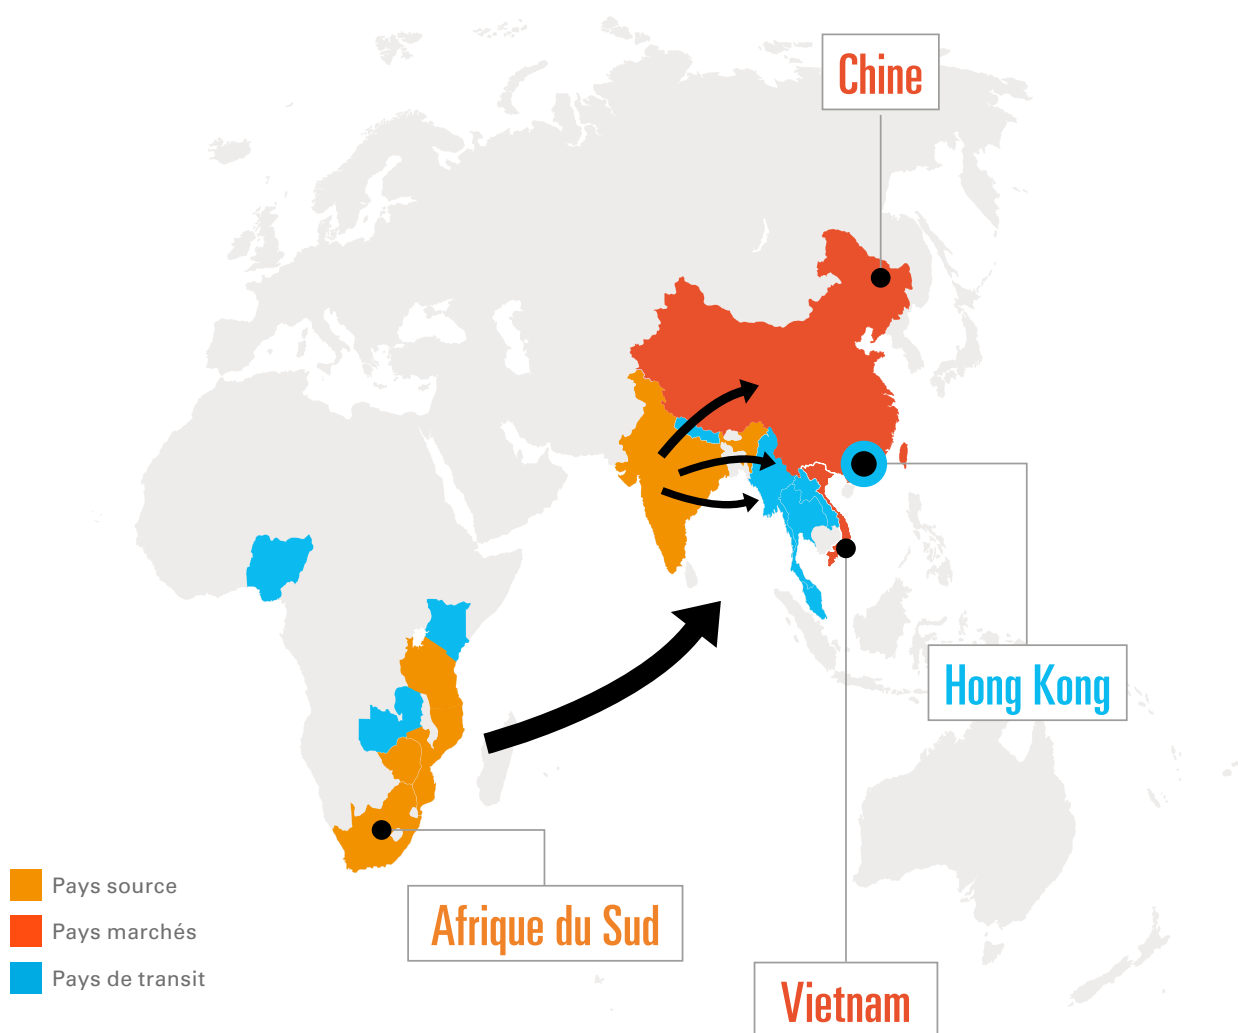 Chine
Hong Kong
Afrique du Sud
Vietnam
Pays source
Pays marchés
Pays de transit